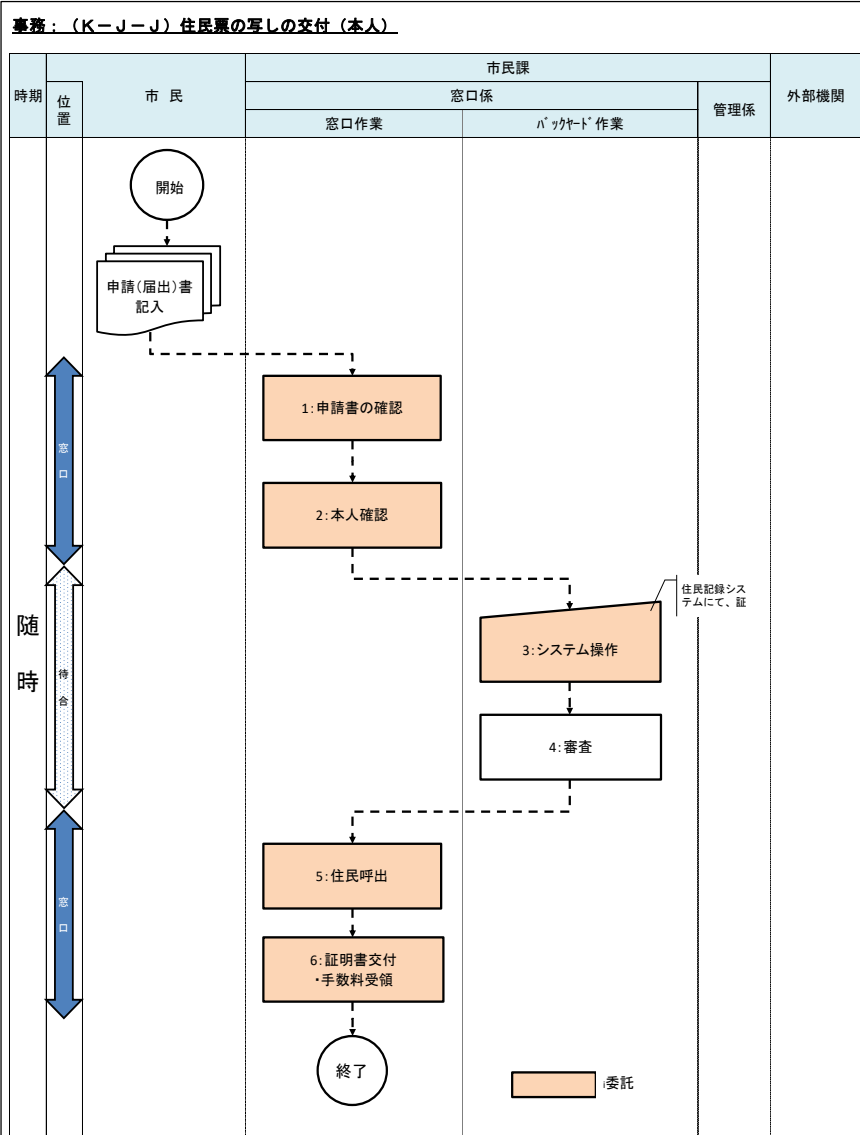 事務：（Ｋ－Ｊ－Ｊ）住民票の写しの交付（本人）
市民課
時期
位置
市 民
窓口係
管理係
外部機関
窓口作業
ﾊﾞｯｸﾔｰﾄﾞ作業
開始
申請(届出)書
記入
1:申請書の確認
窓口
2:本人確認
住民記録シス
テムにて、証
随時
3:システム操作
待合
4:審査
5:住民呼出
窓口
6:証明書交付
・手数料受領
終了
委託